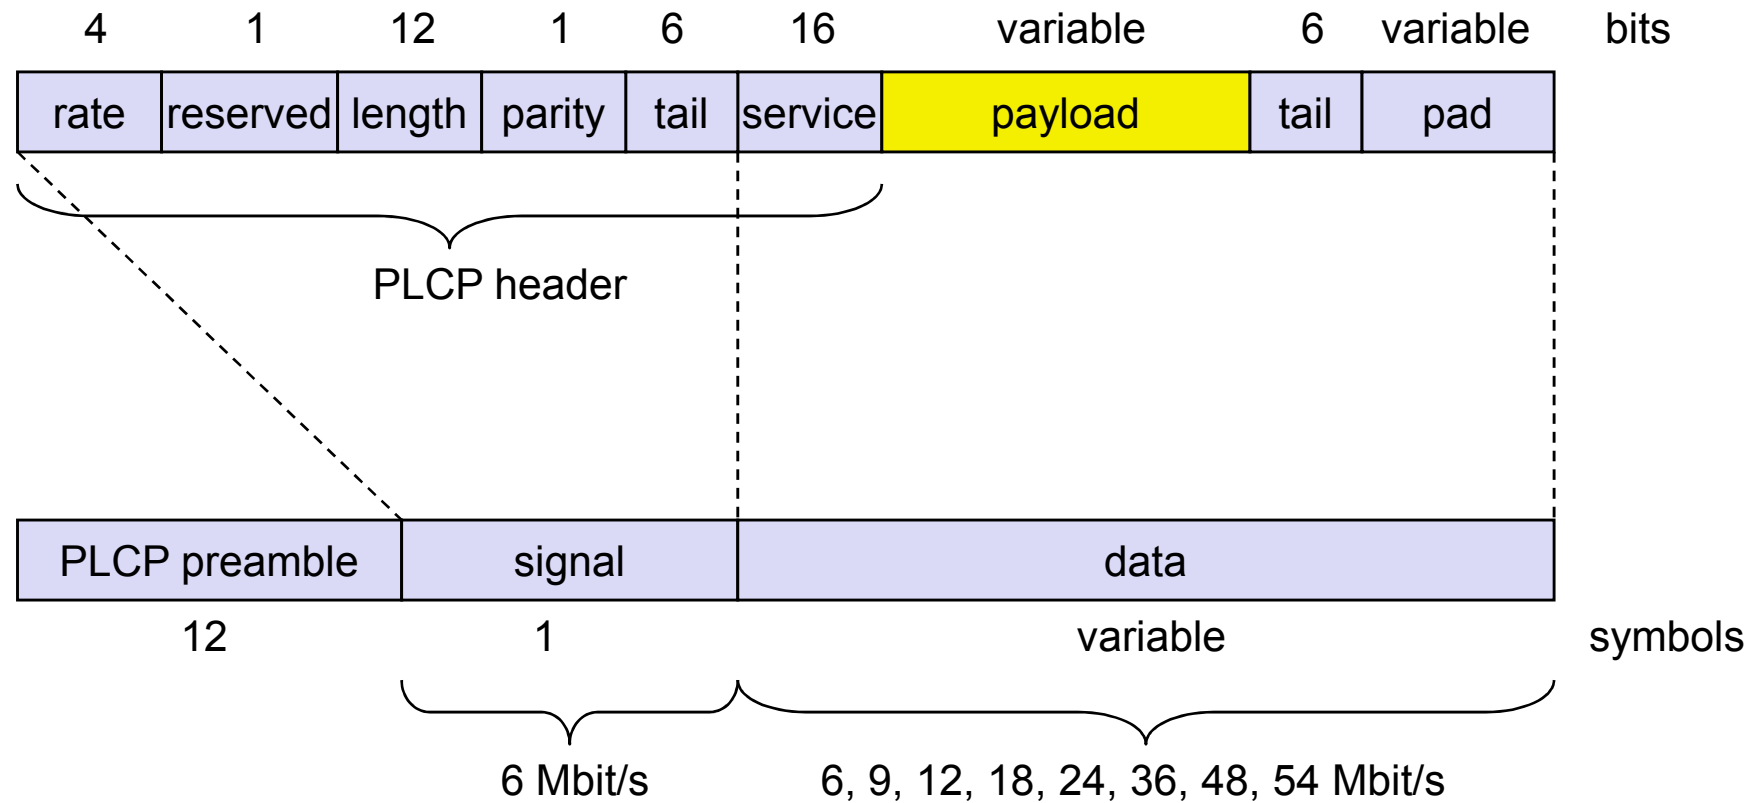 4 1 12 1 6 16 variable 6 variable bits
rate reserved length parity tail service payload tail pad
PLCP header
PLCP preamble signal data
12 1 variable symbols
6 Mbit/s 6, 9, 12, 18, 24, 36, 48, 54 Mbit/s